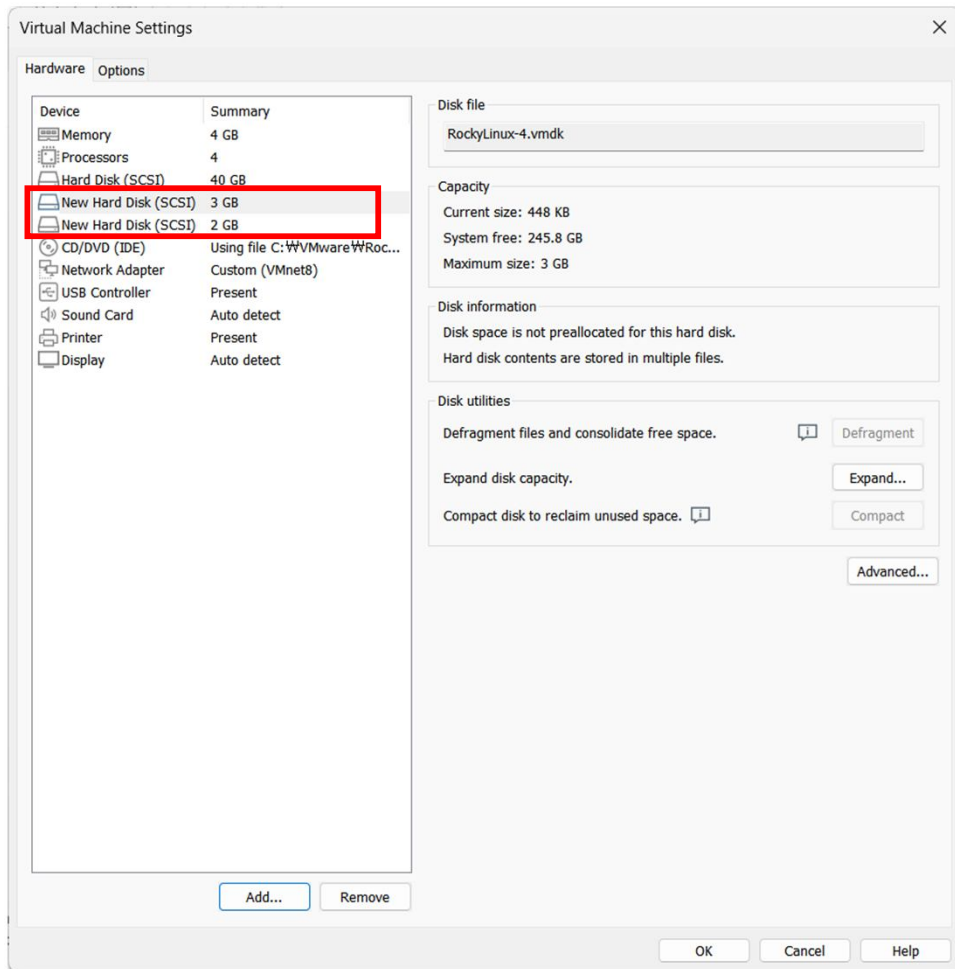 Virtual Machine Settings
Hardware Options
Device Summary
Memory 4 GB
Processors 4
Hard Disk (SCSI) 40 GB
New Hard Disk (SCSI) 3 GB
New Hard Disk (SCSI) 2 GB
CD/DVD (IDE) Using file C:₩VMware₩Roc...
Network Adapter Custom (VMnet8)
USB Controller Present
Sound Card Auto detect
Printer Present
Display Auto detect
Add... Remove
Disk file
RockyLinux-4.vmdk
Capacity
Current size: 448 KB
System free: 245.8 GB
Maximum size: 3 GB
Disk information
Disk space is not preallocated for this hard disk.
Hard disk contents are stored in multiple files.
Disk utilities
Defragment files and consolidate free space. Defragment
Expand disk capacity. Expand...
Compact disk to reclaim unused space. Compact
Advanced...
OK Cancel Help